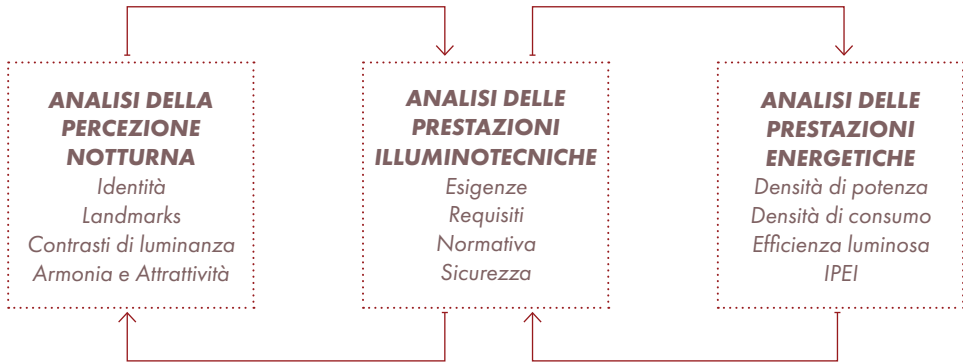 ANALISI DELLA
PERCEZIONE
NOTTURNA
Identità
Landmarks
Contrasti di luminanza
Armonia e Attrattività
ANALISI DELLE
PRESTAZIONI
ILLUMINOTECNICHE
Esigenze
Requisiti
Normativa
Sicurezza
ANALISI DELLE
PRESTAZIONI
ENERGETICHE
Densità di potenza
Densità di consumo
Efficienza luminosa
IPEI